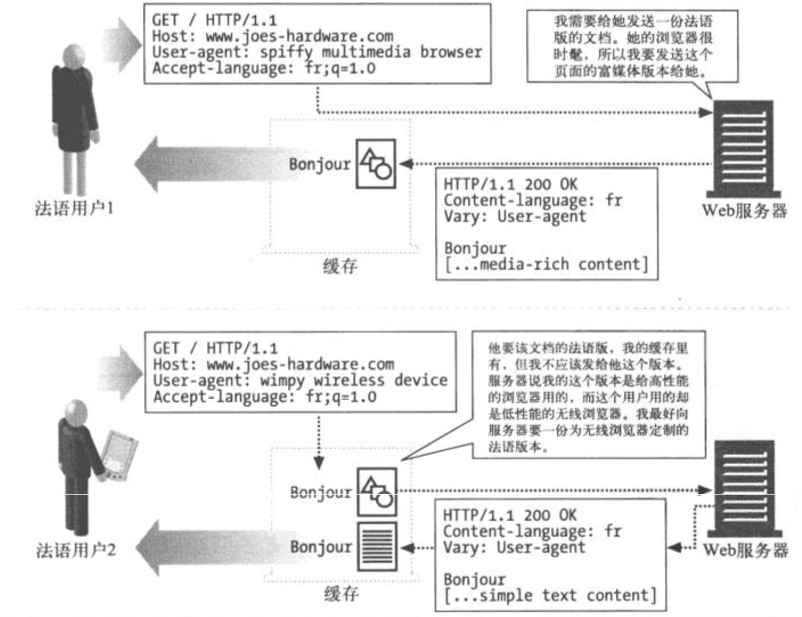 GET / HTTP/1.1
Host: www.joes-hardware.com
User-agent: spiffy multimedia browser
Accept-language: fr;q=1.0
我需要给她发送一份法语
版的文档。她的浏览器很
时髦，所以我要发送这个
页面的富媒体版本给她。
Bonjour
HTTP/1.1 200 OK
Content-language: fr
Vary: User-agent
Bonjour
[...media-rich content]
法语用户1
Web服务器
缓存
GET / HTTP/1.1
Host: www.joes-hardware.com
User-agent: wimpy wireless device
Accept-language: fr;q=1.0
他要该文档的法语版，我的缓存里
有，但我不应该发给他这个版本。
服务器说我的这个版本是给高性能
的浏览器用的，而这个用户用的却
是低性能的无线浏览器。我最好向
服务器要一份为无线浏览器定制的
法语版本。
Bonjour
Bonjour
HTTP/1.1 200 OK
Content-language: fr
Vary: User-agent
Bonjour
[...simple text content]
法语用户2
Web服务器
缓存